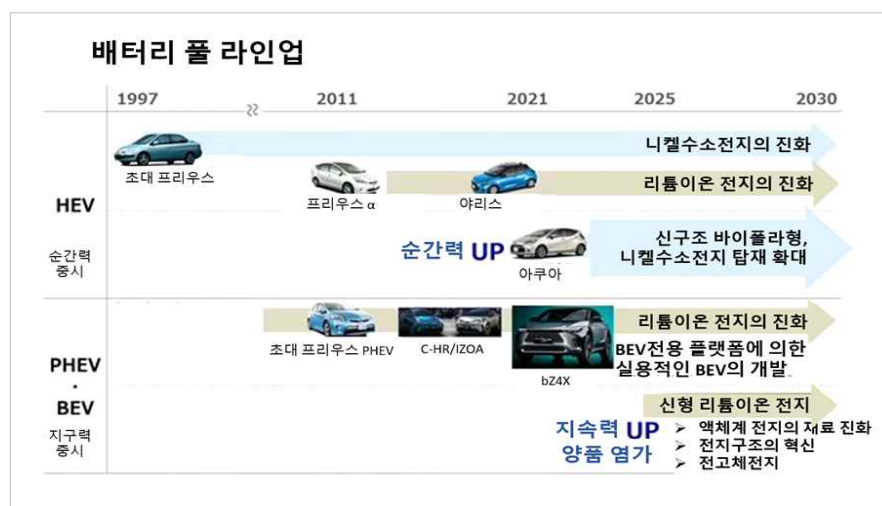 배터리 풀 라인업
1997
2011
2021
2025
2030
HEV
순간력
중시
니켈수소전지의 진화
초대 프리우스
리튬이온 전지의 진화
프리우스 α
야리스
순간력 UP
아쿠아
신구조 바이폴라형,
니켈수소전지 탑재 확대
PHEV
·
BEV
지구력
중시
리튬이온 전지의 진화
초대 프리우스 PHEV
C-HR/IZOA
bZ4X
BEV전용 플랫폼에 의한
실용적인 BEV의 개발
신형 리튬이온 전지
지속력 UP
양품 염가
➤ 액체계 전지의 재료 진화
➤ 전지구조의 혁신
➤ 전고체전지